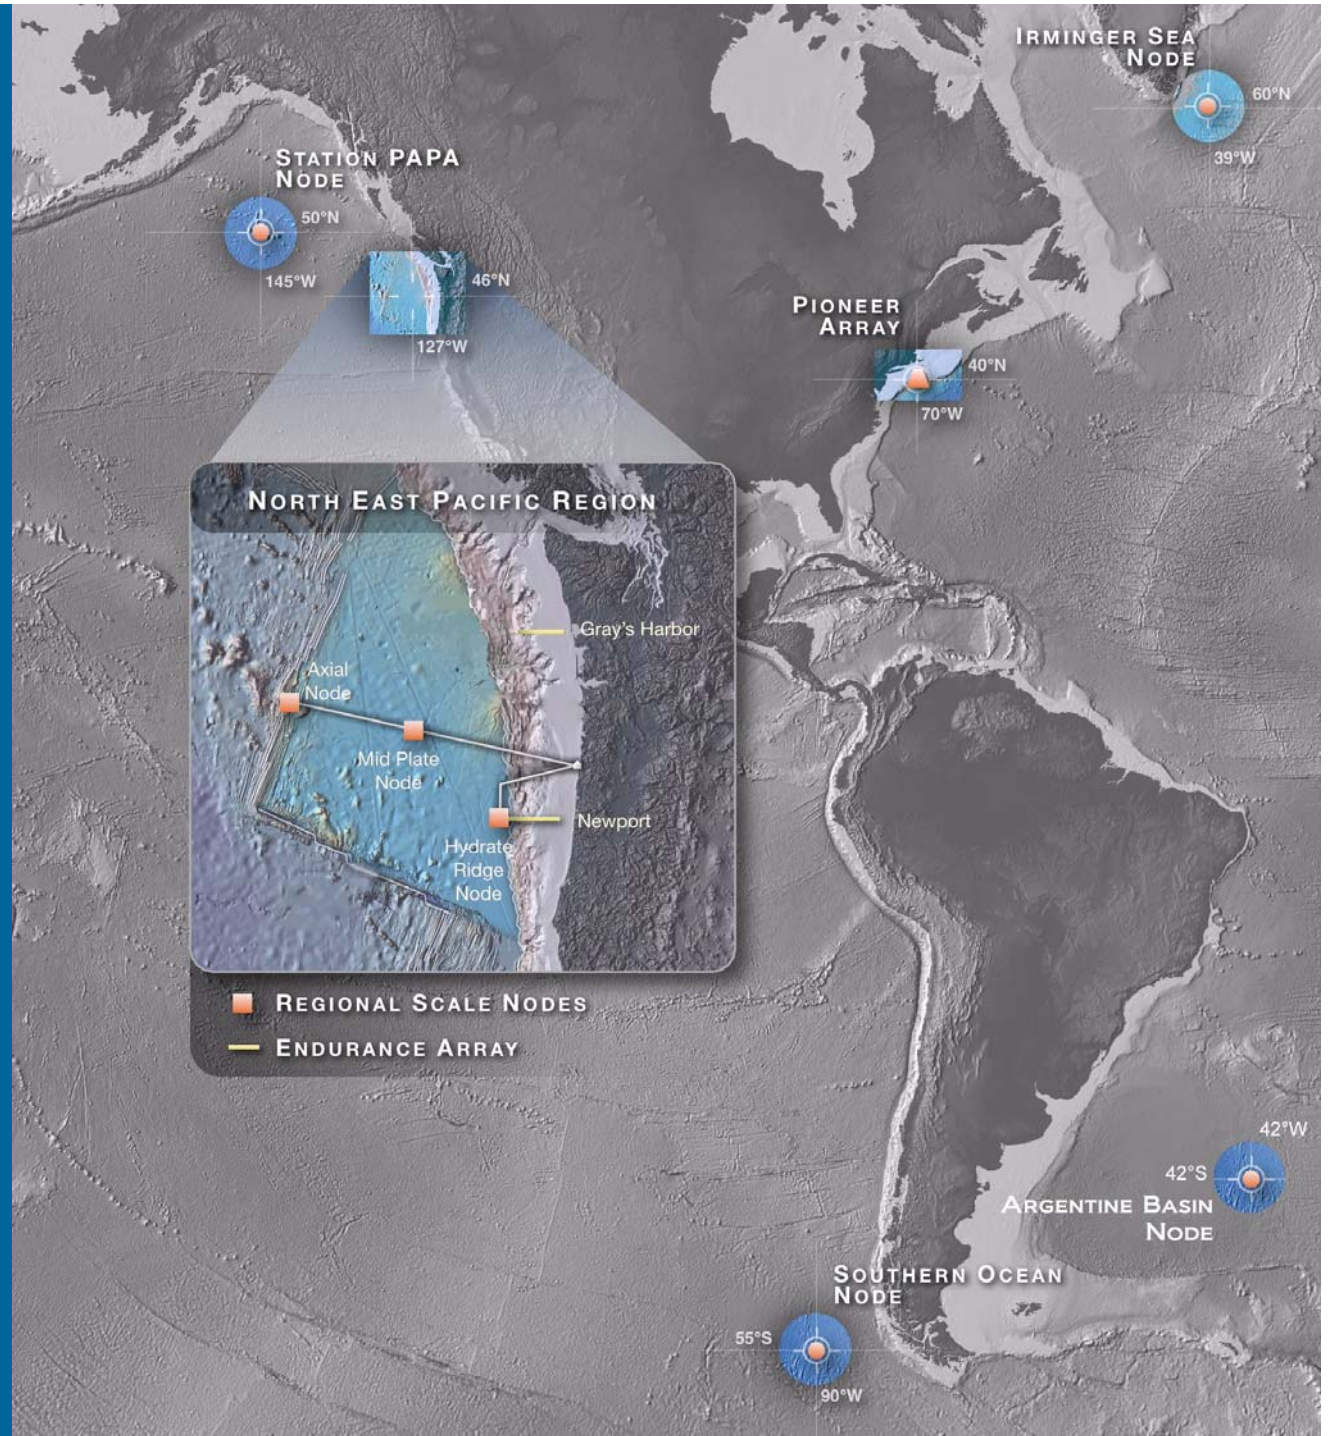 IRMINGER SEA
NODE
60°N
39°W
STATION PAPA
NODE
50°N
145°W
46°N
127°W
PIONEER
ARRAY
40°N
70°W
NORTH EAST PACIFIC REGION
Gray's Harbor
Axial
Node
Mid Plate
Node
Newport
Hydrate
Ridge
Node
REGIONAL SCALE NODES
ENDURANCE ARRAY
42°W
42°S
ARGENTINE BASIN
NODE
SOUTHERN OCEAN
NODE
55°S
90°W